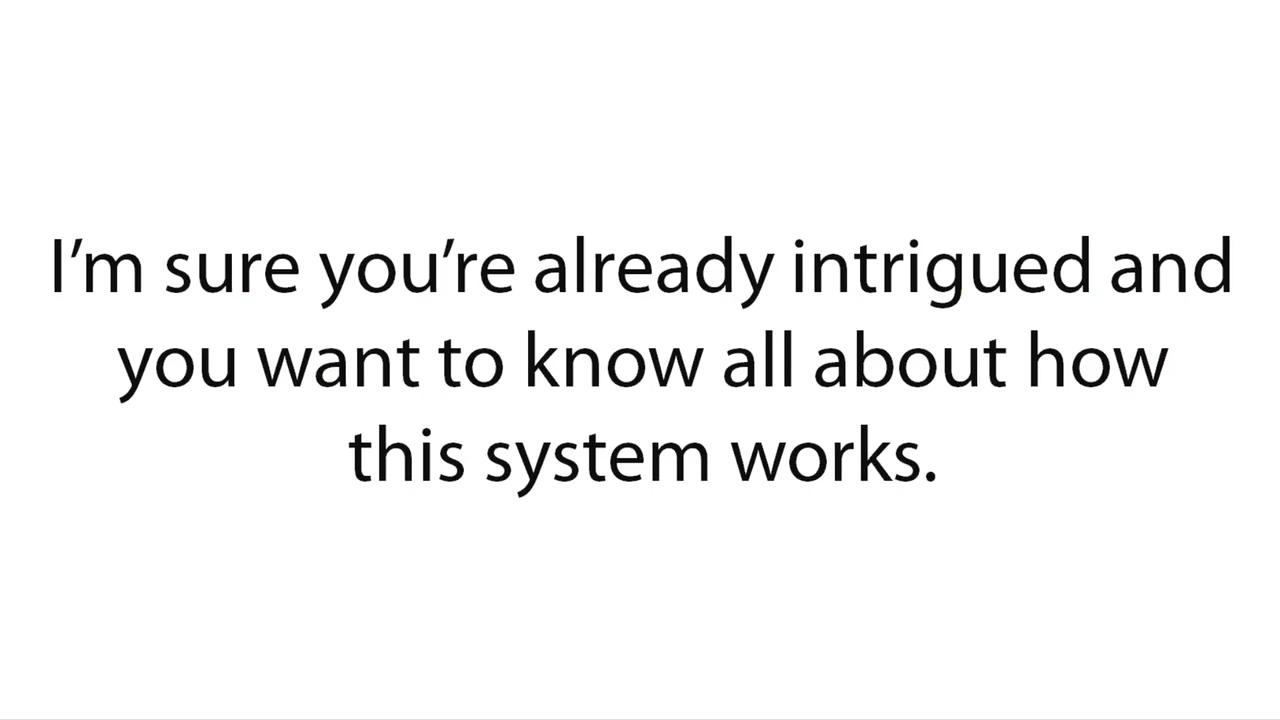 I’m sure you’re already intrigued and
you want to know all about how
this system works.